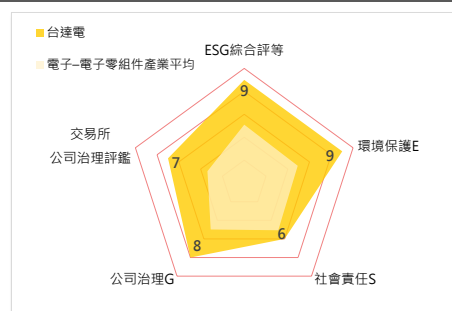 台達電
電子–電子零組件產業平均
ESG綜合評等
9
環境保護E
9
社會責任S
6
公司治理G
8
交易所
公司治理評鑑
7